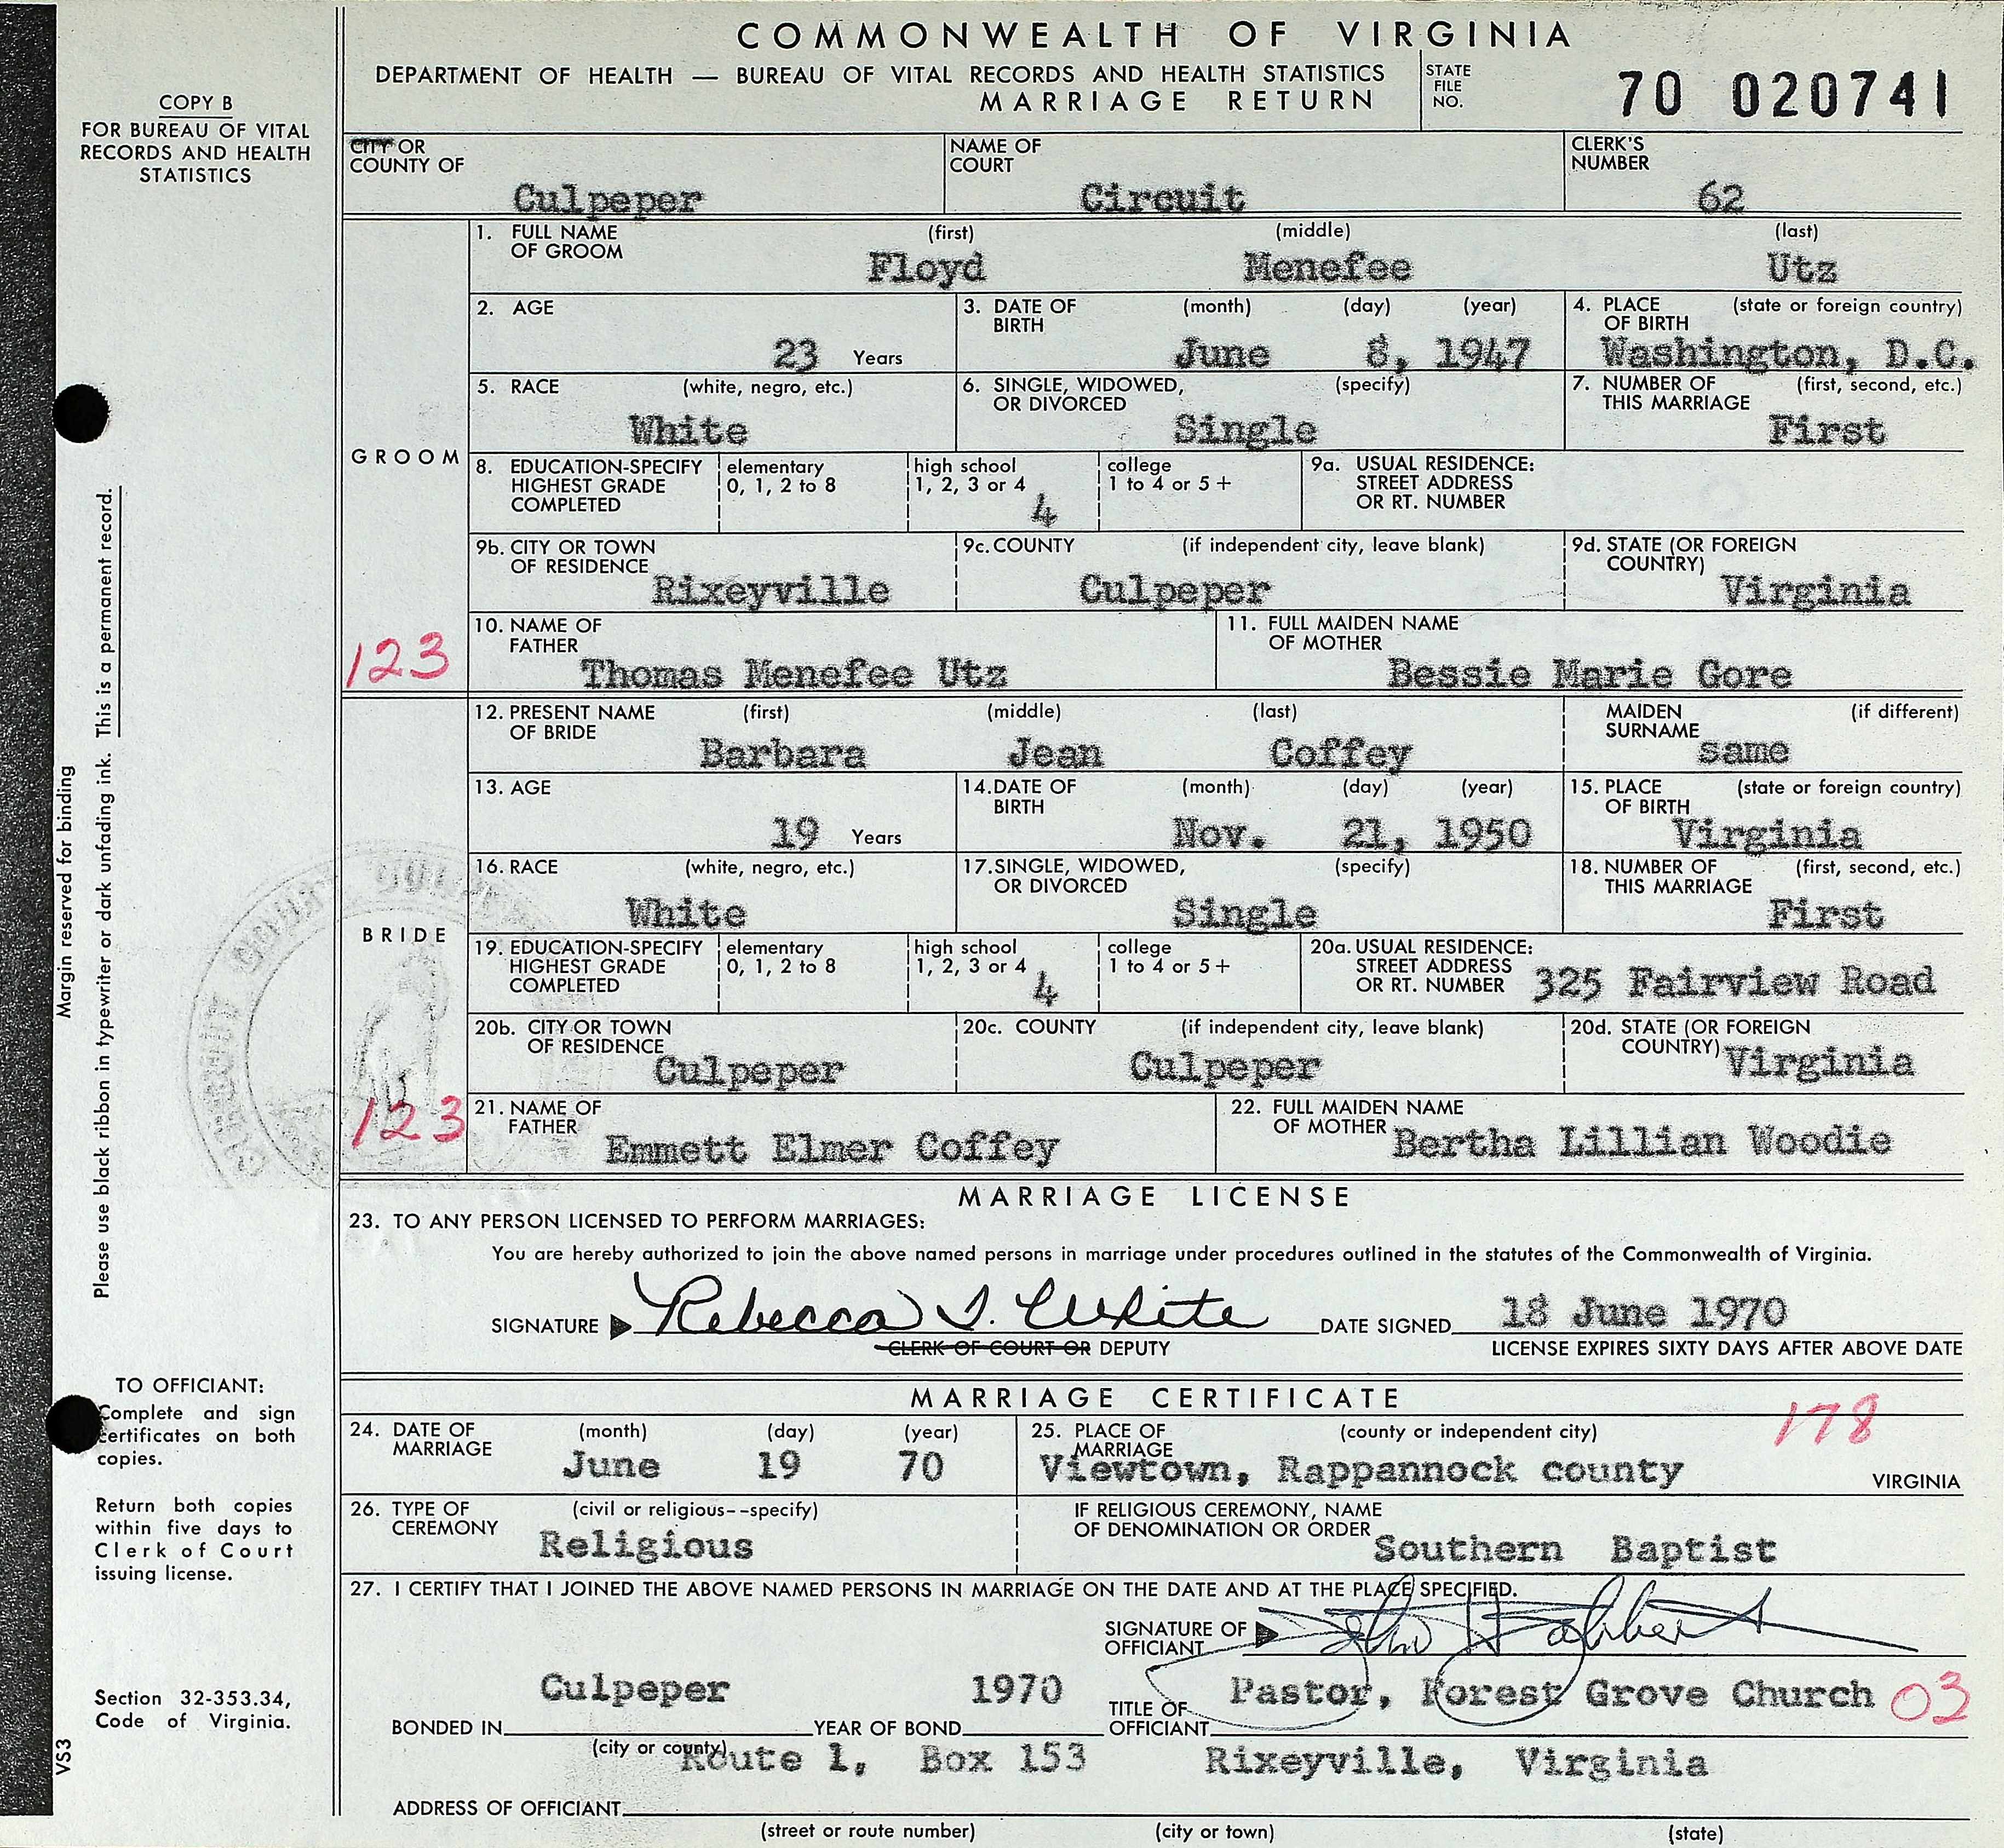 COMMONWEALTH OF VIRGINIA
DEPARTMENT OF HEALTH — BUREAU OF VITAL RECORDS AND HEALTH STATISTICS
MARRIAGE RETURN
STATE FILE NO. 70 020741
COPY B
FOR BUREAU OF VITAL
RECORDS AND HEALTH
STATISTICS
CITY OR COUNTY OF Culpeper
NAME OF COURT Circuit
CLERK'S NUMBER 62
GROOM
123
1. FULL NAME OF GROOM (first) Floyd (middle) Menefee (last) Utz
2. AGE 23 Years
3. DATE OF BIRTH (month) (day) (year) June 8, 1947
4. PLACE OF BIRTH (state or foreign country) Washington, D.C.
5. RACE (white, negro, etc.) White
6. SINGLE, WIDOWED, OR DIVORCED (specify) Single
7. NUMBER OF THIS MARRIAGE (first, second, etc.) First
8. EDUCATION-SPECIFY HIGHEST GRADE COMPLETED elementary 0, 1, 2 to 8 high school 1, 2, 3 or 4 4 college 1 to 4 or 5+
9a. USUAL RESIDENCE: STREET ADDRESS OR RT. NUMBER
9b. CITY OR TOWN OF RESIDENCE Rixeyville
9c. COUNTY (if independent city, leave blank) Culpeper
9d. STATE (OR FOREIGN COUNTRY) Virginia
10. NAME OF FATHER Thomas Menefee Utz
11. FULL MAIDEN NAME OF MOTHER Bessie Marie Gore
BRIDE
123
12. PRESENT NAME OF BRIDE (first) Barbara (middle) Jean (last) Coffey
MAIDEN SURNAME (if different) same
13. AGE 19 Years
14. DATE OF BIRTH (month) (day) (year) Nov. 21, 1950
15. PLACE OF BIRTH (state or foreign country) Virginia
16. RACE (white, negro, etc.) White
17. SINGLE, WIDOWED, OR DIVORCED (specify) Single
18. NUMBER OF THIS MARRIAGE (first, second, etc.) First
19. EDUCATION-SPECIFY HIGHEST GRADE COMPLETED elementary 0, 1, 2 to 8 high school 1, 2, 3 or 4 4 college 1 to 4 or 5+
20a. USUAL RESIDENCE: STREET ADDRESS OR RT. NUMBER 325 Fairview Road
20b. CITY OR TOWN OF RESIDENCE Culpeper
20c. COUNTY (if independent city, leave blank) Culpeper
20d. STATE (OR FOREIGN COUNTRY) Virginia
21. NAME OF FATHER Emmett Elmer Coffey
22. FULL MAIDEN NAME OF MOTHER Bertha Lillian Woodie
MARRIAGE LICENSE
23. TO ANY PERSON LICENSED TO PERFORM MARRIAGES:
You are hereby authorized to join the above named persons in marriage under procedures outlined in the statutes of the Commonwealth of Virginia.
SIGNATURE Rebecca S. White DATE SIGNED 18 June 1970
CLERK OF COURT OR DEPUTY
LICENSE EXPIRES SIXTY DAYS AFTER ABOVE DATE
MARRIAGE CERTIFICATE
178
24. DATE OF MARRIAGE (month) (day) (year) June 19 70
25. PLACE OF MARRIAGE (county or independent city) Viewtown, Rappannock county VIRGINIA
26. TYPE OF CEREMONY (civil or religious--specify) Religious
IF RELIGIOUS CEREMONY, NAME OF DENOMINATION OR ORDER Southern Baptist
27. I CERTIFY THAT I JOINED THE ABOVE NAMED PERSONS IN MARRIAGE ON THE DATE AND AT THE PLACE SPECIFIED.
SIGNATURE OF OFFICIANT John
BONDED IN Culpeper (city or county) YEAR OF BOND 1970
TITLE OF OFFICIANT Pastor, Forest Grove Church 03
ADDRESS OF OFFICIANT Route 1, Box 153 Rixeyville, Virginia
(street or route number) (city or town) (state)
Margin reserved for binding
Please use black ribbon in typewriter or dark unfading ink. This is a permanent record.
TO OFFICIANT:
Complete and sign
certificates on both
copies.
Return both copies
within five days to
Clerk of Court
issuing license.
Section 32-353.34,
Code of Virginia.
VS3